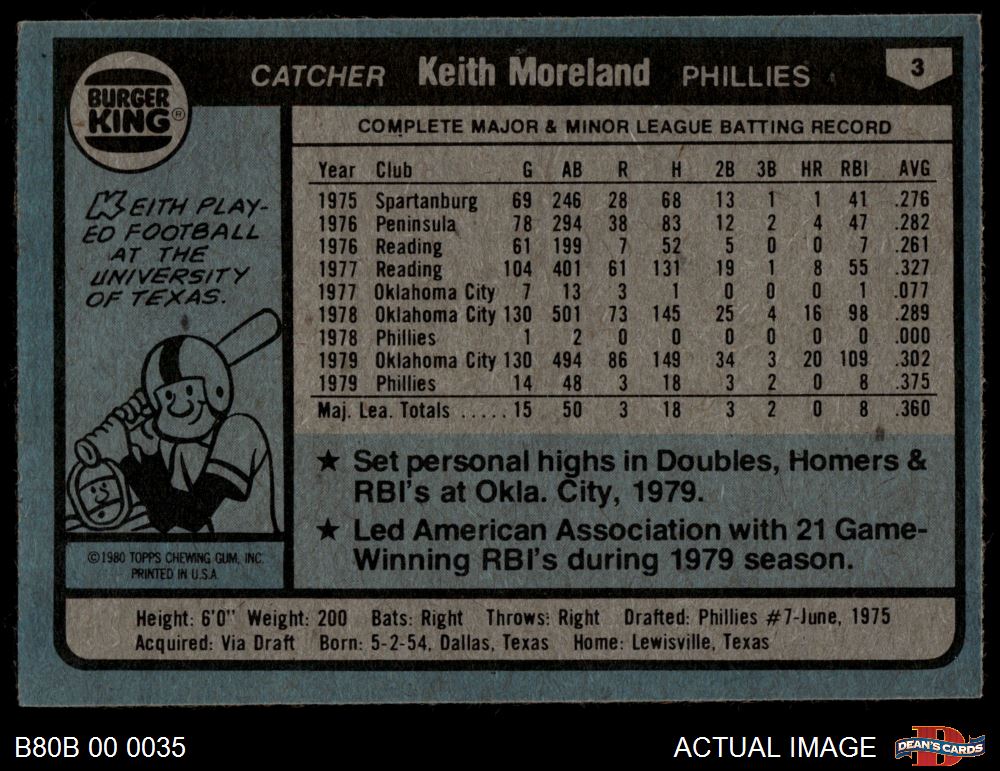 BURGER
KING®
CATCHER Keith Moreland PHILLIES 3
COMPLETE MAJOR & MINOR LEAGUE BATTING RECORD
Year Club G AB R H 2B 3B HR RBI AVG
1975 Spartanburg 69 246 28 68 13 1 1 41 .276
1976 Peninsula 78 294 38 83 12 2 4 47 .282
1976 Reading 61 199 7 52 5 0 0 7 .261
1977 Reading 104 401 61 131 19 1 8 55 .327
1977 Oklahoma City 7 13 3 1 0 0 0 1 .077
1978 Oklahoma City 130 501 73 145 25 4 16 98 .289
1978 Phillies 1 2 0 0 0 0 0 0 .000
1979 Oklahoma City 130 494 86 149 34 3 20 109 .302
1979 Phillies 14 48 3 18 3 2 0 8 .375
Maj. Lea. Totals ..... 15 50 3 18 3 2 0 8 .360
KEITH PLAY-
ED FOOTBALL
AT THE
UNIVERSITY
OF TEXAS.
★ Set personal highs in Doubles, Homers &
RBI's at Okla. City, 1979.
★ Led American Association with 21 Game-
Winning RBI's during 1979 season.
©1980 TOPPS CHEWING GUM, INC.
PRINTED IN U.S.A.
Height: 6'0" Weight: 200 Bats: Right Throws: Right Drafted: Phillies #7-June, 1975
Acquired: Via Draft Born: 5-2-54, Dallas, Texas Home: Lewisville, Texas
B80B 00 0035
ACTUAL IMAGE
D
DEAN'S CARDS